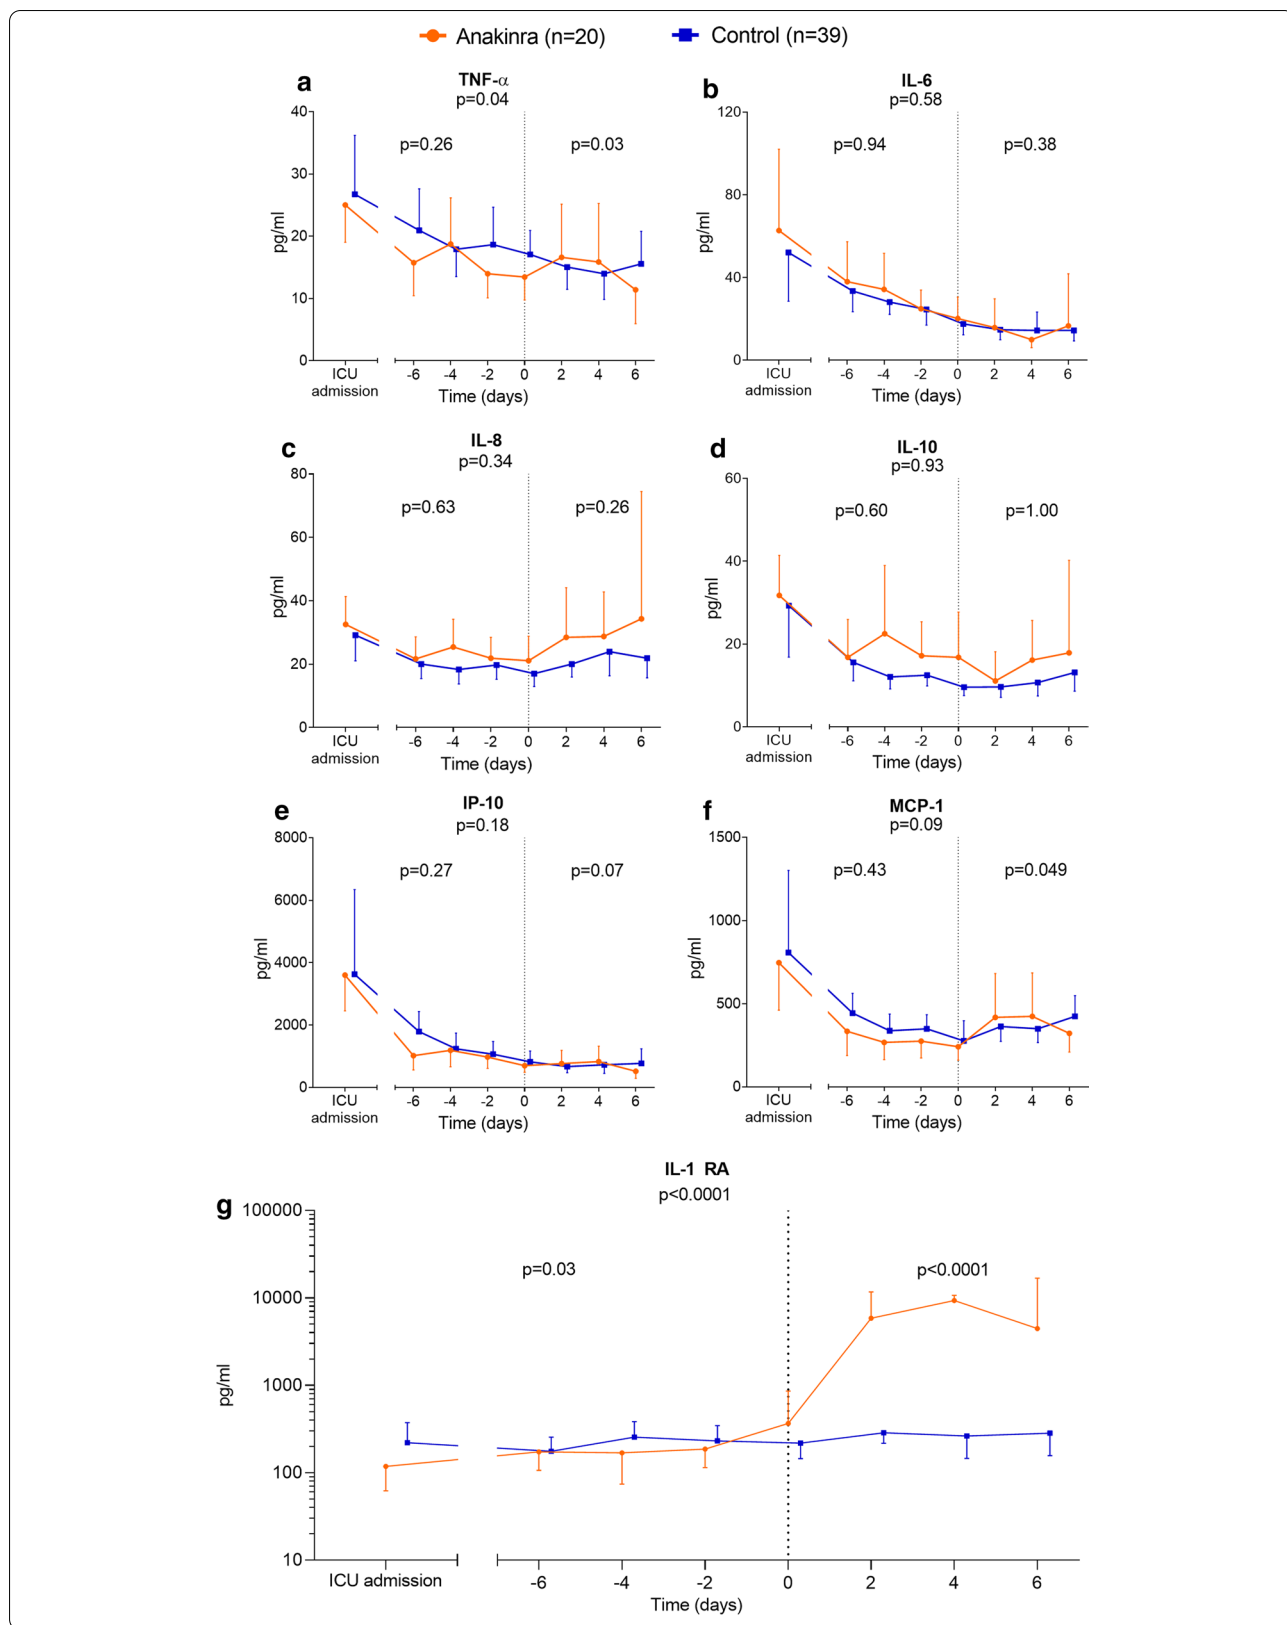 Anakinra (n=20) Control (n=39)
a
TNF-α
p=0.04
p=0.26 p=0.03
40
30
20
10
0
pg/ml
ICU admission -6 -4 -2 0 2 4 6
Time (days)
b
IL-6
p=0.58
p=0.94 p=0.38
120
80
40
0
pg/ml
ICU admission -6 -4 -2 0 2 4 6
Time (days)
c
IL-8
p=0.34
p=0.63 p=0.26
80
60
40
20
0
pg/ml
ICU admission -6 -4 -2 0 2 4 6
Time (days)
d
IL-10
p=0.93
p=0.60 p=1.00
60
40
20
0
pg/ml
ICU admission -6 -4 -2 0 2 4 6
Time (days)
e
IP-10
p=0.18
p=0.27 p=0.07
8000
6000
4000
2000
0
pg/ml
ICU admission -6 -4 -2 0 2 4 6
Time (days)
f
MCP-1
p=0.09
p=0.43 p=0.049
1500
1000
500
0
pg/ml
ICU admission -6 -4 -2 0 2 4 6
Time (days)
g
IL-1 RA
p<0.0001
p=0.03 p<0.0001
100000
10000
1000
100
10
pg/ml
ICU admission -6 -4 -2 0 2 4 6
Time (days)